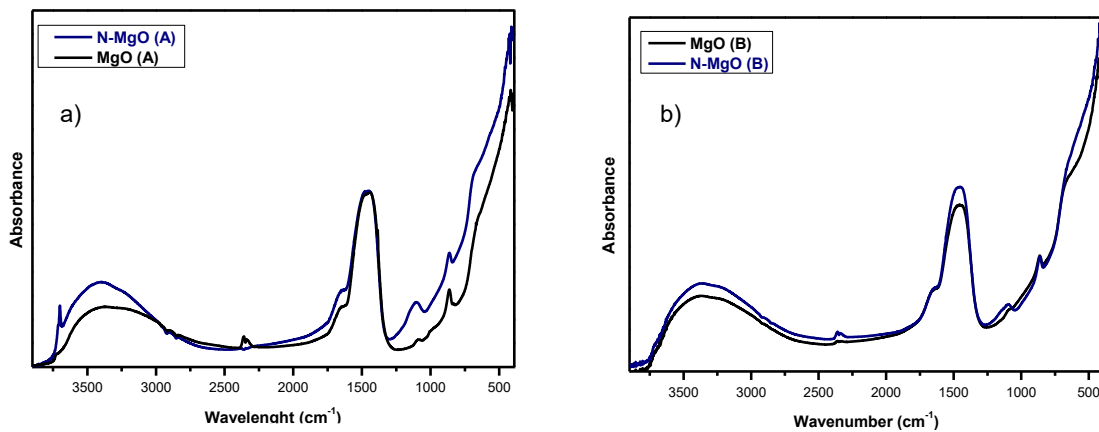 N-MgO (A)
MgO (A)
a)
Absorbance
3500 3000 2500 2000 1500 1000 500
Wavelenght (cm-1)
MgO (B)
N-MgO (B)
b)
Absorbance
3500 3000 2500 2000 1500 1000 500
Wavenumber (cm-1)